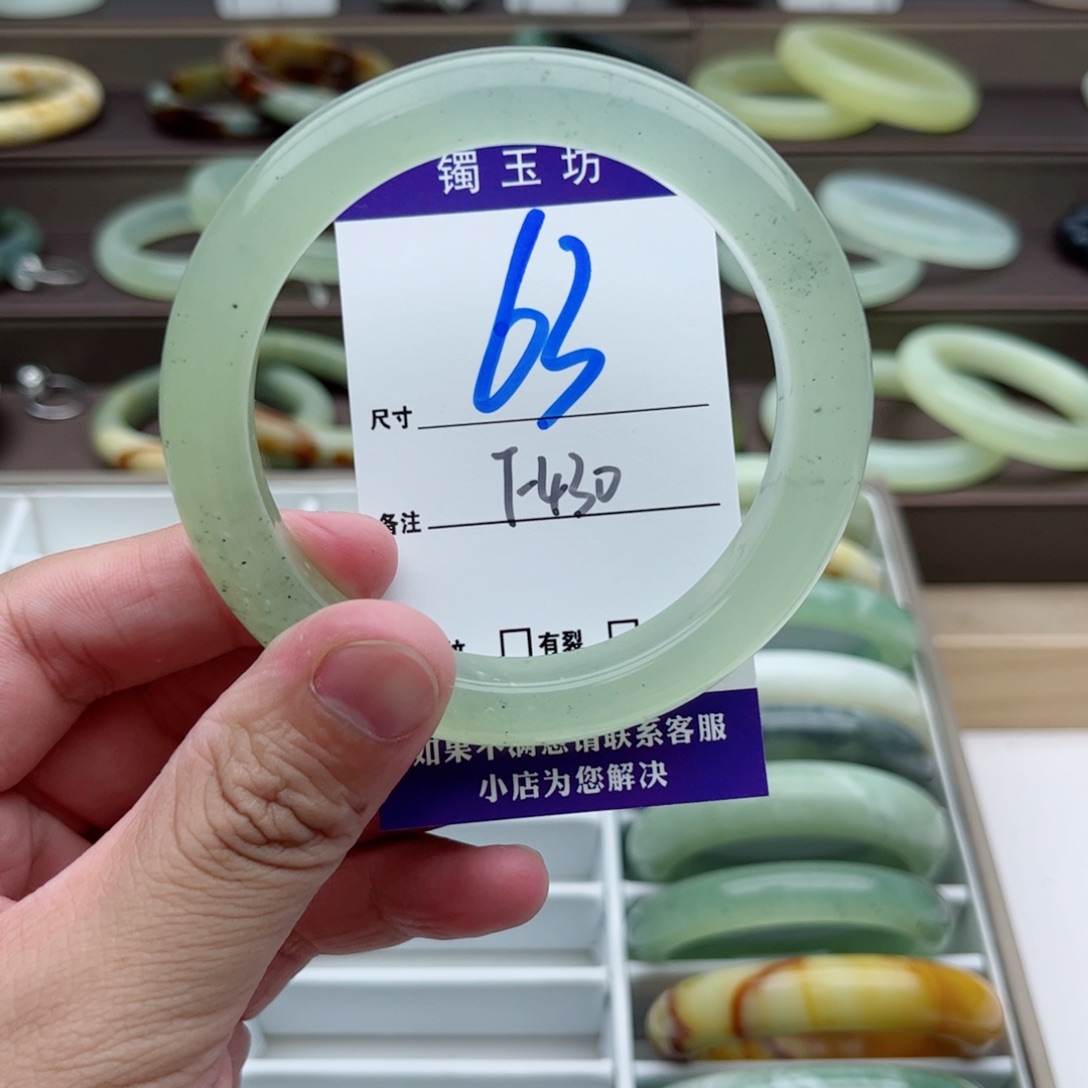 镯玉坊
63
尺寸
T-430
备注
有裂
如果不满意请联系客服
小店为您解决